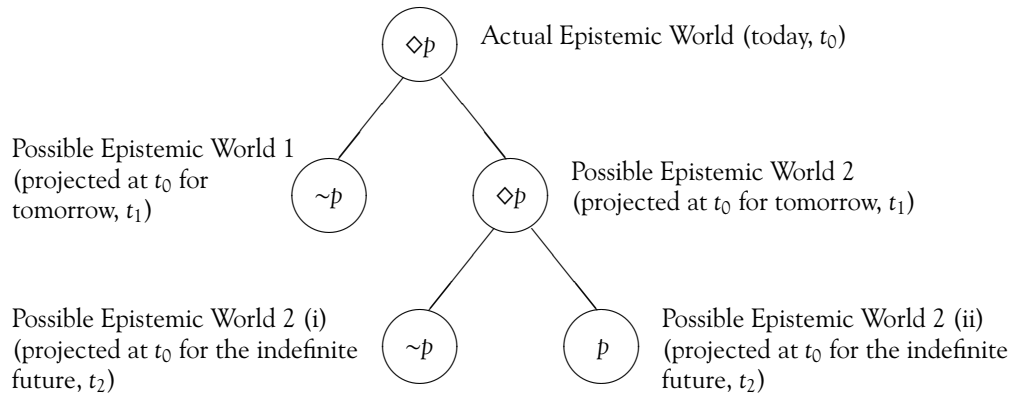 ◇p
Actual Epistemic World (today, t₀)
Possible Epistemic World 1
(projected at t₀ for
tomorrow, t₁)
~p
◇p
Possible Epistemic World 2
(projected at t₀ for tomorrow, t₁)
Possible Epistemic World 2 (i)
(projected at t₀ for the indefinite
future, t₂)
~p
p
Possible Epistemic World 2 (ii)
(projected at t₀ for the indefinite
future, t₂)